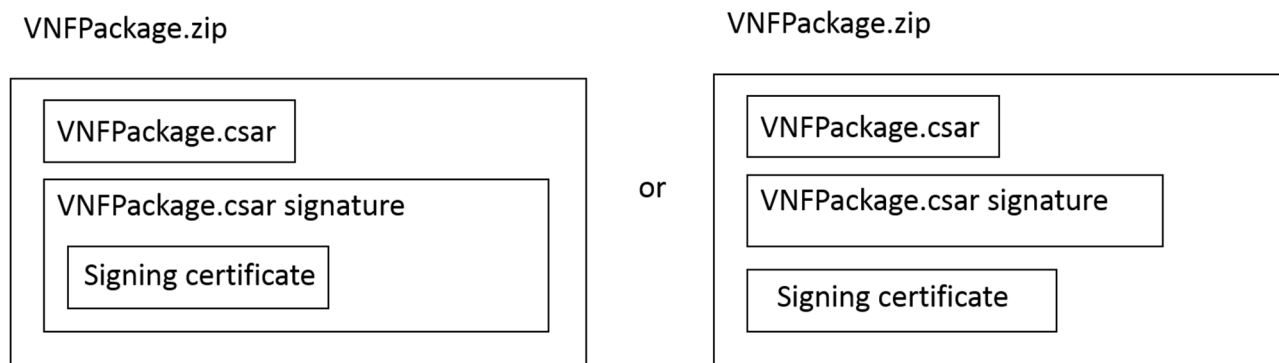 VNFPackage.zip
VNFPackage.csar
VNFPackage.csar signature
Signing certificate
or
VNFPackage.zip
VNFPackage.csar
VNFPackage.csar signature
Signing certificate